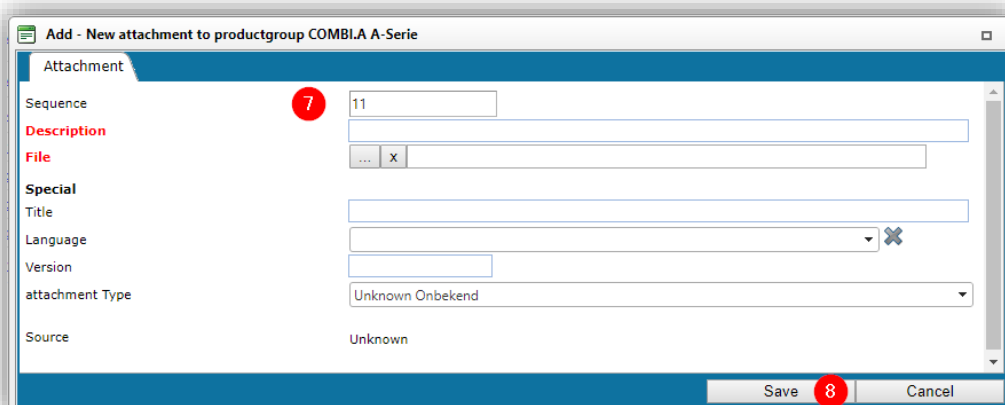 Add - New attachment to productgroup COMBI.A A-Serie
Attachment
Sequence 7 11
Description
File ... x
Special
Title
Language
Version
attachment Type Unknown Onbekend
Source Unknown
Save 8 Cancel